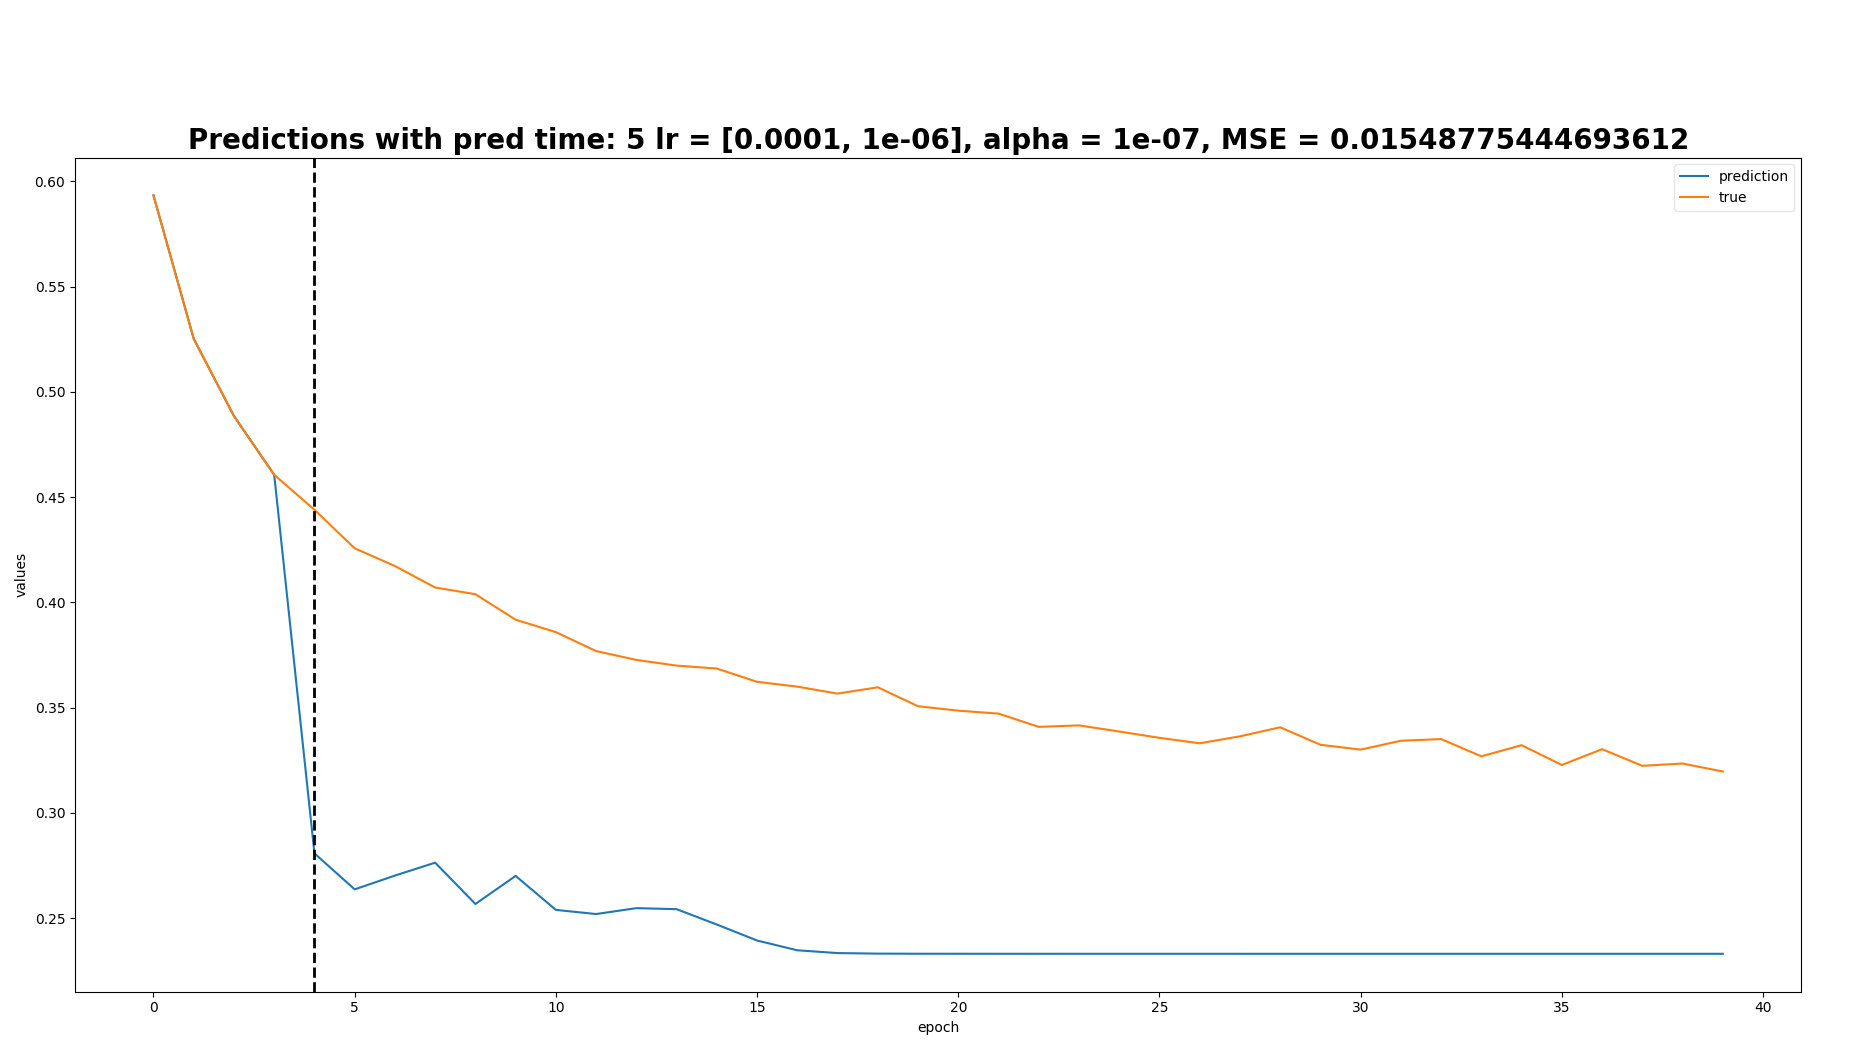 Predictions with pred time: 5 lr = [0.0001, 1e-06], alpha = 1e-07, MSE = 0.01548775444693612
prediction
true
values
0.60
0.55
0.50
0.45
0.40
0.35
0.30
0.25
0 5 10 15 20 25 30 35 40
epoch